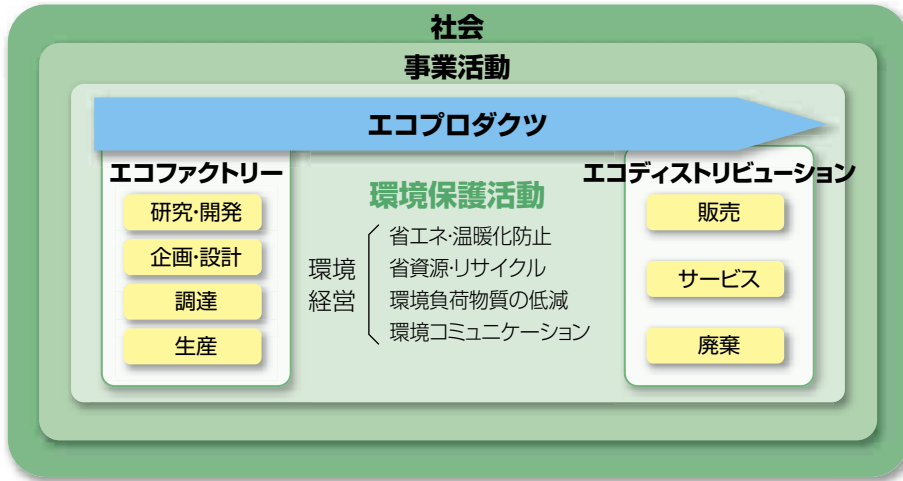 社会
事業活動
エコプロダクツ
エコファクトリー
研究・開発
企画・設計
調達
生産
環境保護活動
環境
経営
省エネ・温暖化防止
省資源・リサイクル
環境負荷物質の低減
環境コミュニケーション
エコディストリビューション
販売
サービス
廃棄